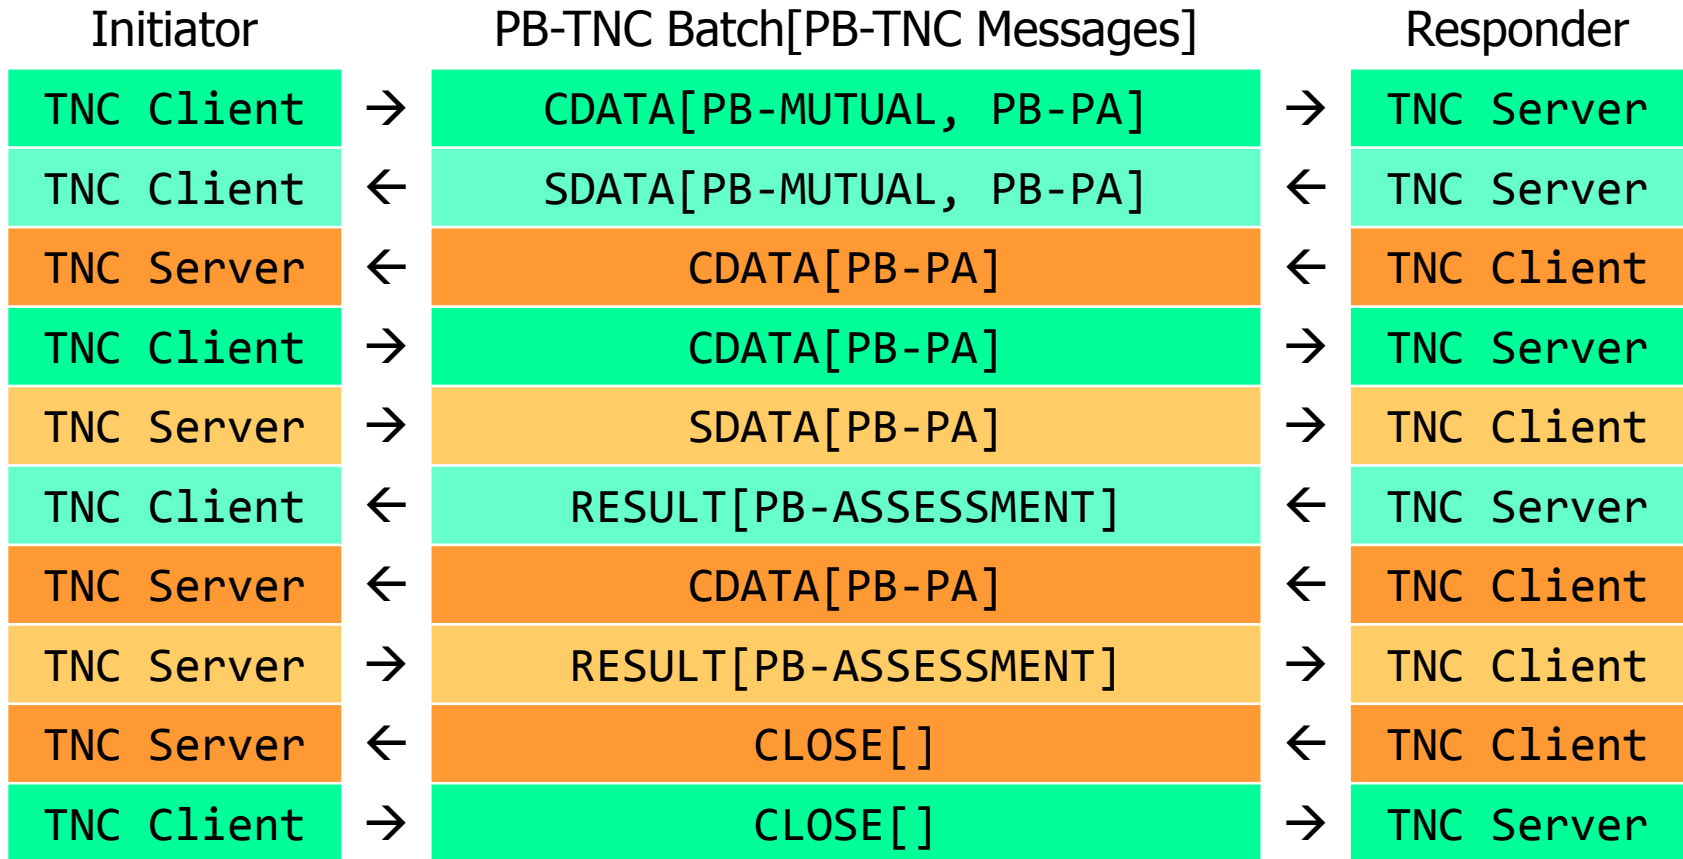 Initiator PB-TNC Batch[PB-TNC Messages] Responder
TNC Client → CDATA[PB-MUTUAL, PB-PA] → TNC Server
TNC Client ← SDATA[PB-MUTUAL, PB-PA] ← TNC Server
TNC Server ← CDATA[PB-PA] ← TNC Client
TNC Client → CDATA[PB-PA] → TNC Server
TNC Server → SDATA[PB-PA] → TNC Client
TNC Client ← RESULT[PB-ASSESSMENT] ← TNC Server
TNC Server ← CDATA[PB-PA] ← TNC Client
TNC Server → RESULT[PB-ASSESSMENT] → TNC Client
TNC Server ← CLOSE[] ← TNC Client
TNC Client → CLOSE[] → TNC Server